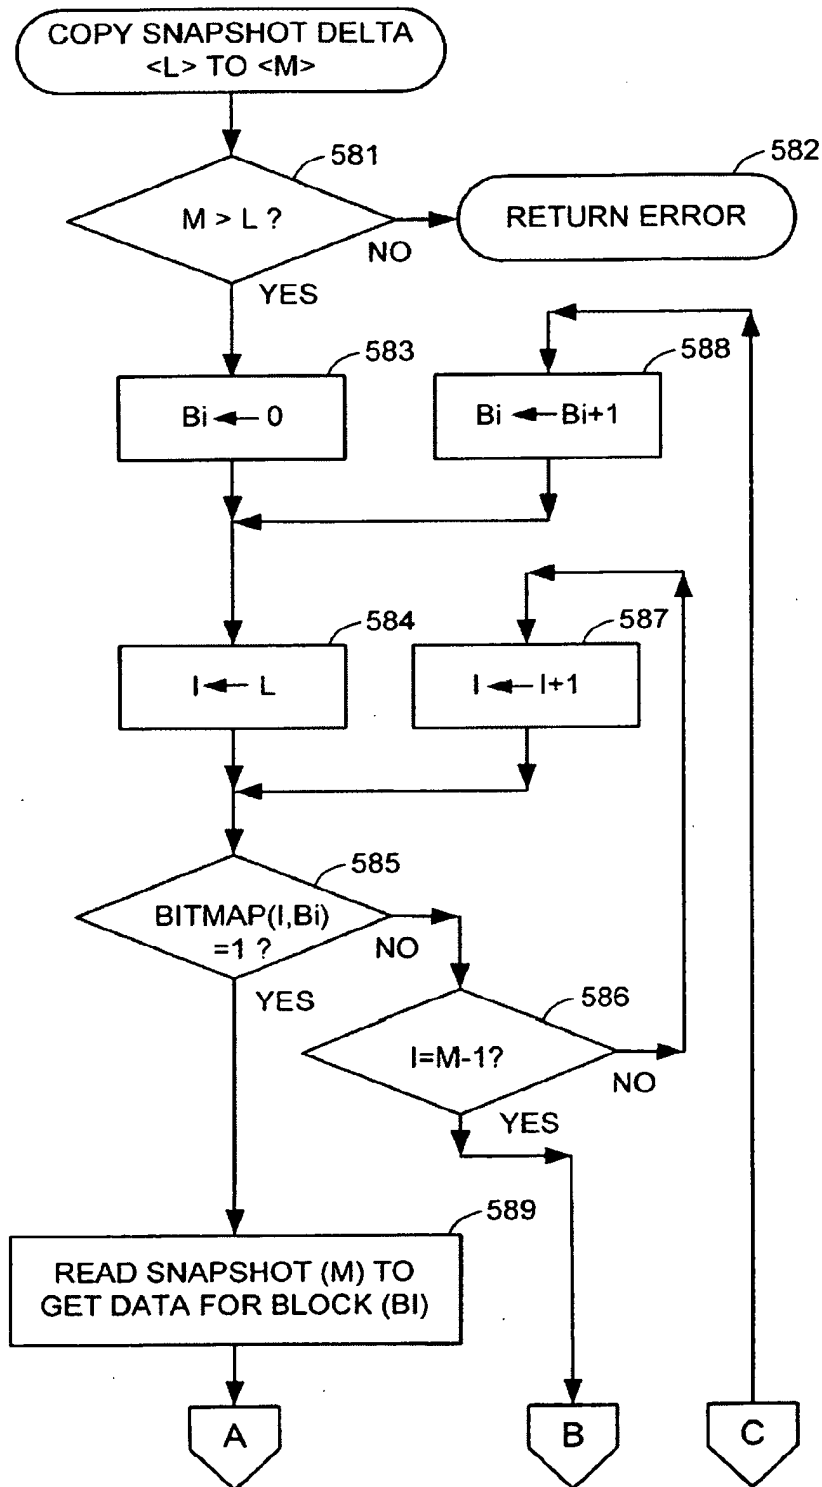 COPY SNAPSHOT DELTA
<L> TO <M>
581
M > L ?
NO
YES
582
RETURN ERROR
583
Bi ← 0
588
Bi ← Bi+1
584
I ← L
587
I ← I+1
585
BITMAP(I,Bi)
=1 ?
NO
YES
586
I=M-1?
NO
YES
589
READ SNAPSHOT (M) TO
GET DATA FOR BLOCK (BI)
A
B
C